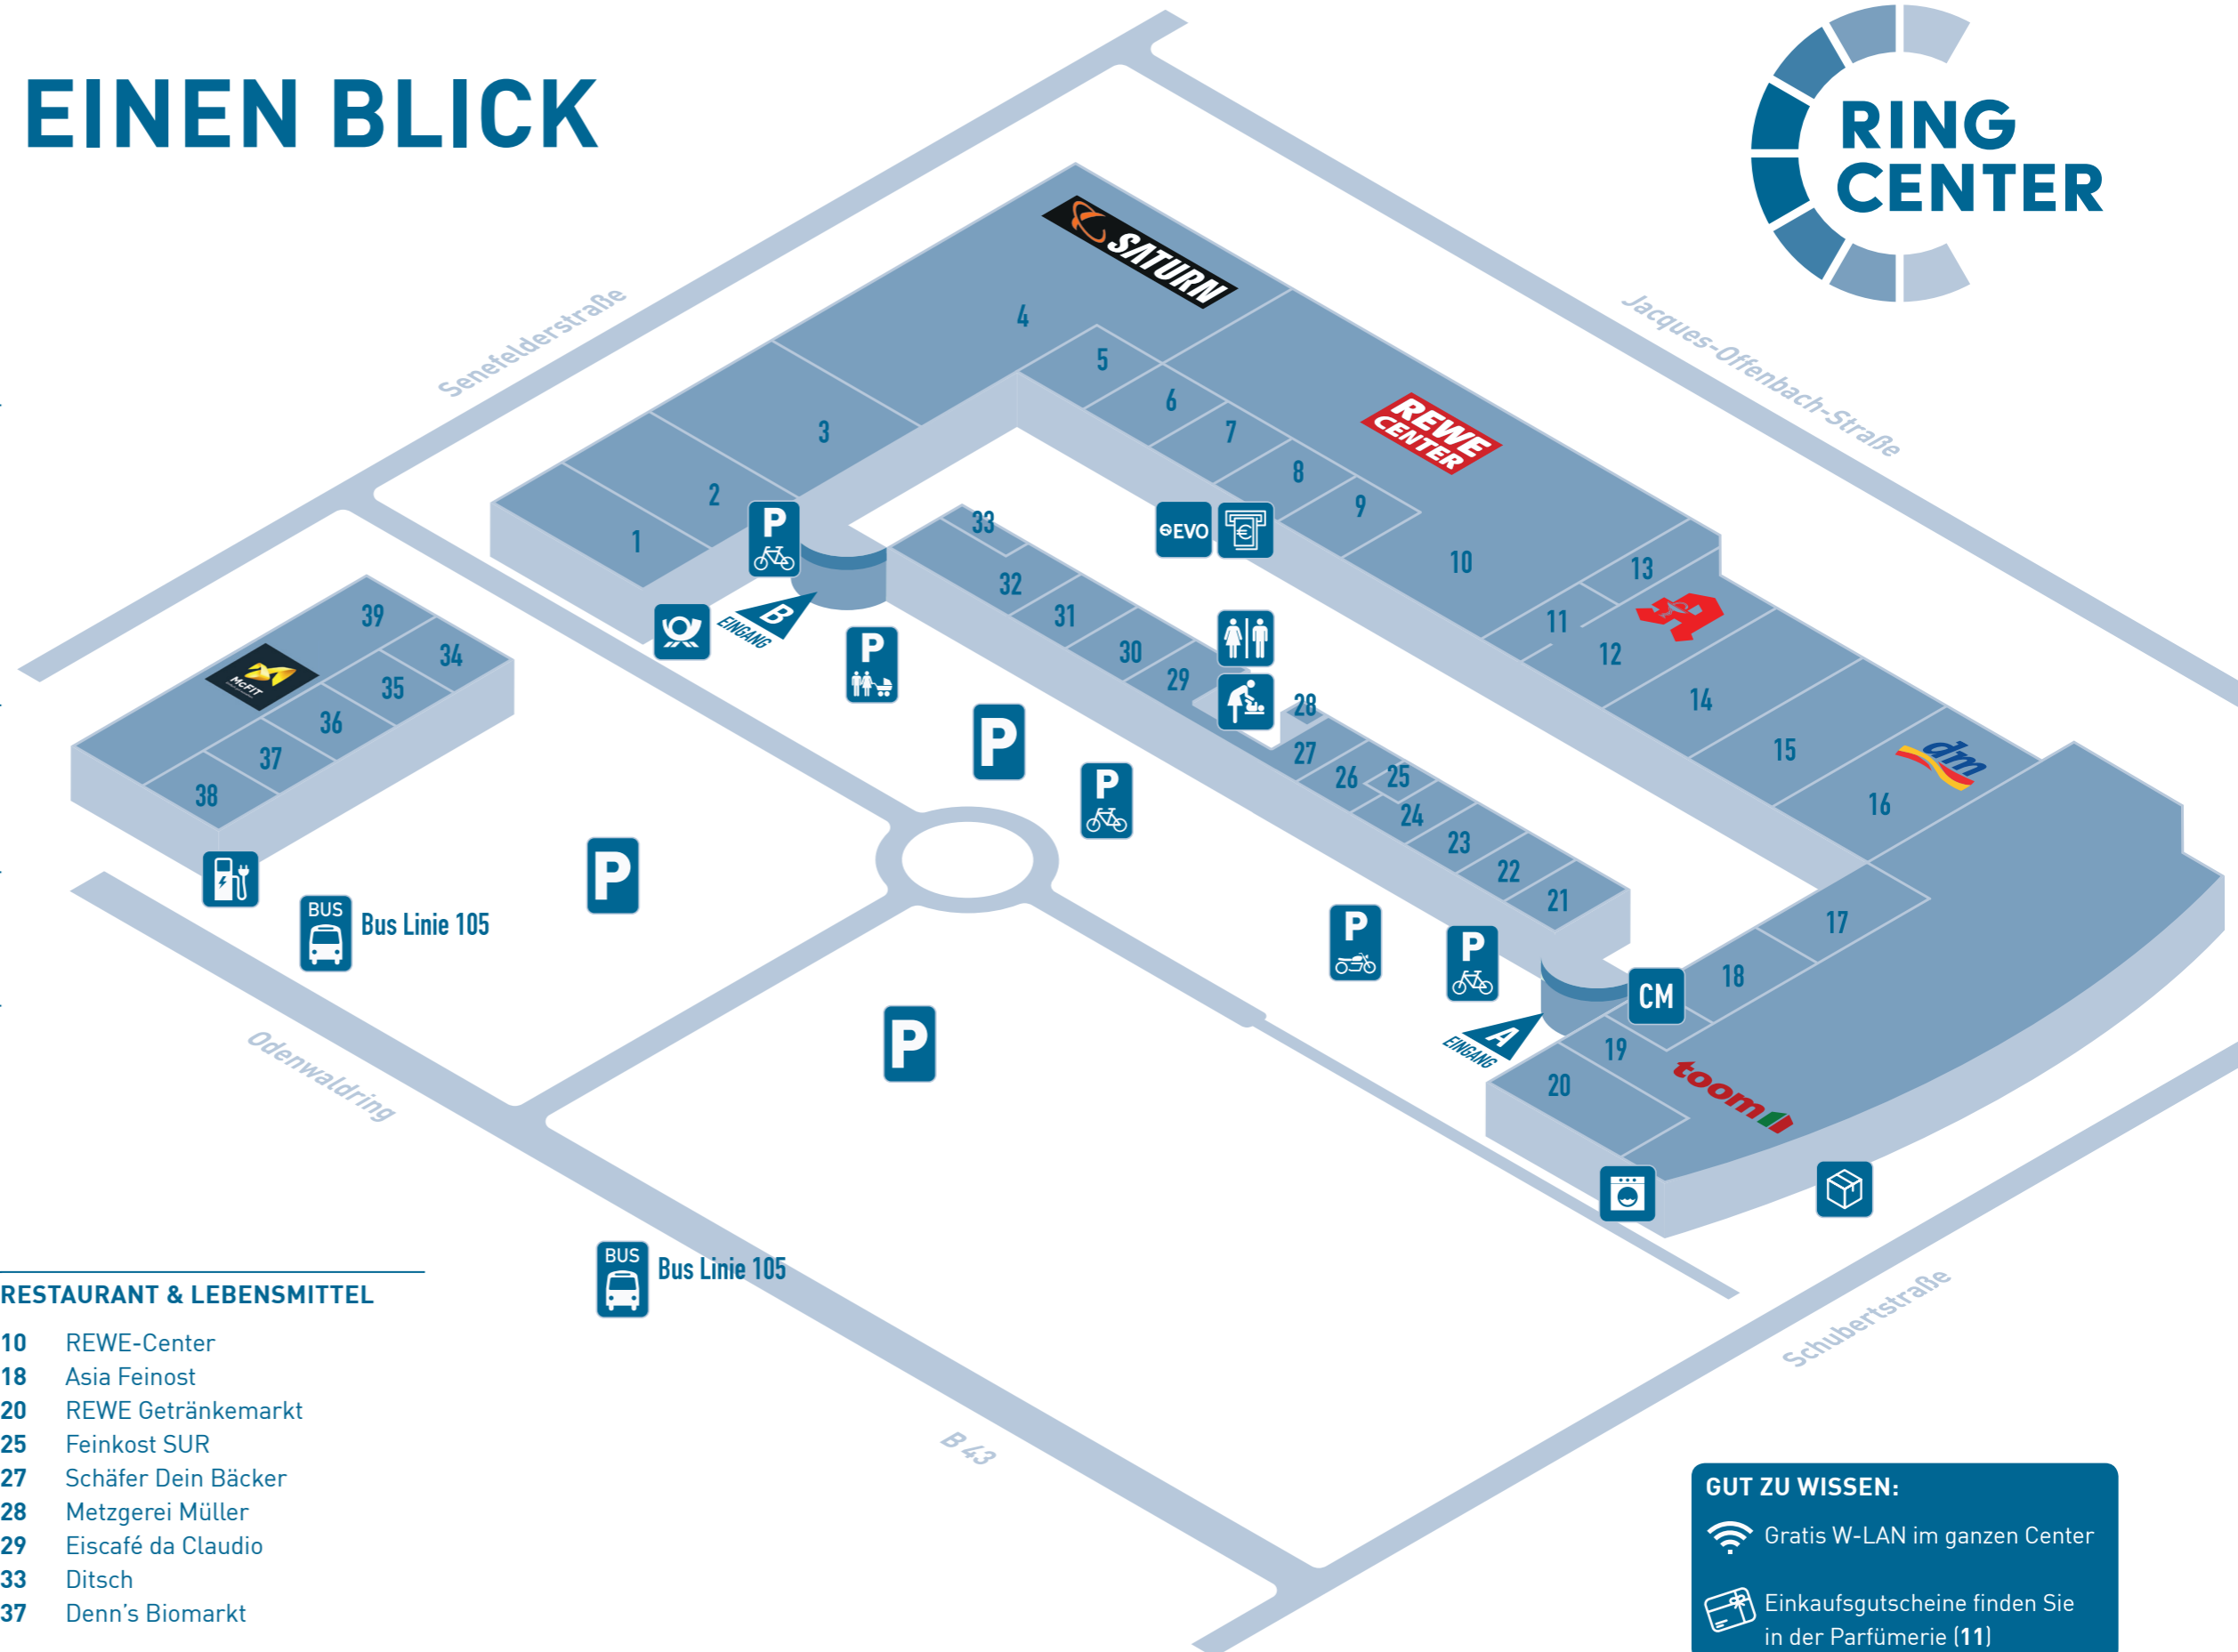 EINEN BLICK
RING
CENTER
Senefelderstraße
Jacques-Offenbach-Straße
SATURN
4
5
6
7
8
9
3
2
1
REWE
CENTER
10
11
12
13
14
15
16
dm
17
18
19
20
toom
CM
33
32
31
30
29
28
27
26
25
24
23
22
21
EVO
€
P
B
EINGANG
P
P
P
P
P
P
P
A
EINGANG
39
34
35
36
37
38
McFIT
BUS
Bus Linie 105
BUS
Bus Linie 105
Odenwaldring
B 43
Schubertstraße
RESTAURANT & LEBENSMITTEL
10 REWE-Center
18 Asia Feinost
20 REWE Getränkemarkt
25 Feinkost SUR
27 Schäfer Dein Bäcker
28 Metzgerei Müller
29 Eiscafé da Claudio
33 Ditsch
37 Denn's Biomarkt
GUT ZU WISSEN:
Gratis W-LAN im ganzen Center
Einkaufsgutscheine finden Sie
in der Parfümerie (11)